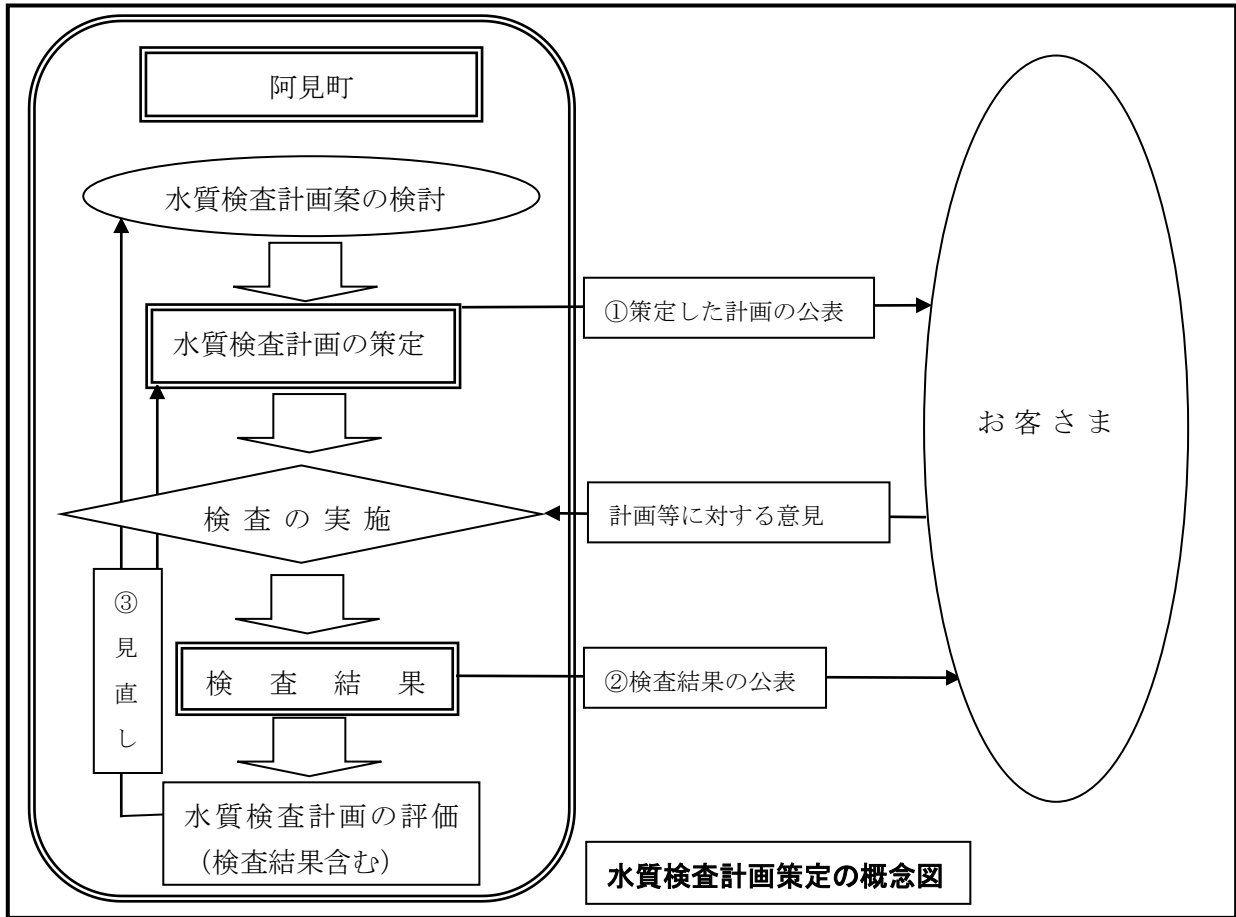 阿見町
水質検査計画案の検討
水質検査計画の策定
①策定した計画の公表
お客さま
検査の実施
計画等に対する意見
③見直し
検査結果
②検査結果の公表
水質検査計画の評価
(検査結果含む)
水質検査計画策定の概念図